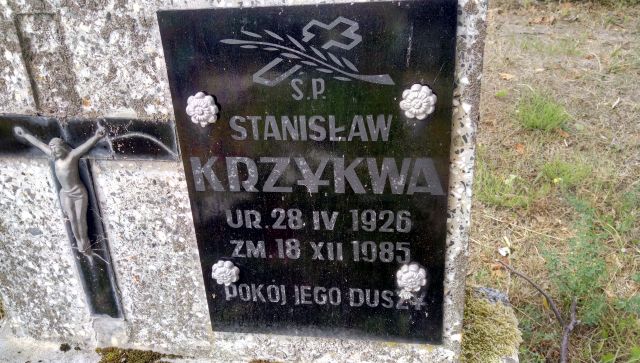 Ś.P.
STANISŁAW
KRZYKWA
UR. 28 IV 1926
ZM. 18 XII 1985
POKÓJ JEGO DUSZY